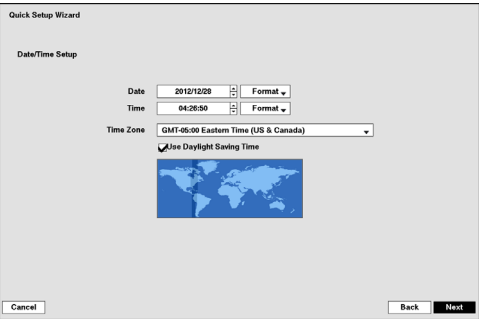 Quick Setup Wizard
Date/Time Setup
Date 2012/12/28 Format
Time 04:26:50 Format
Time Zone GMT-05:00 Eastern Time (US & Canada)
Use Daylight Saving Time
Cancel Back Next